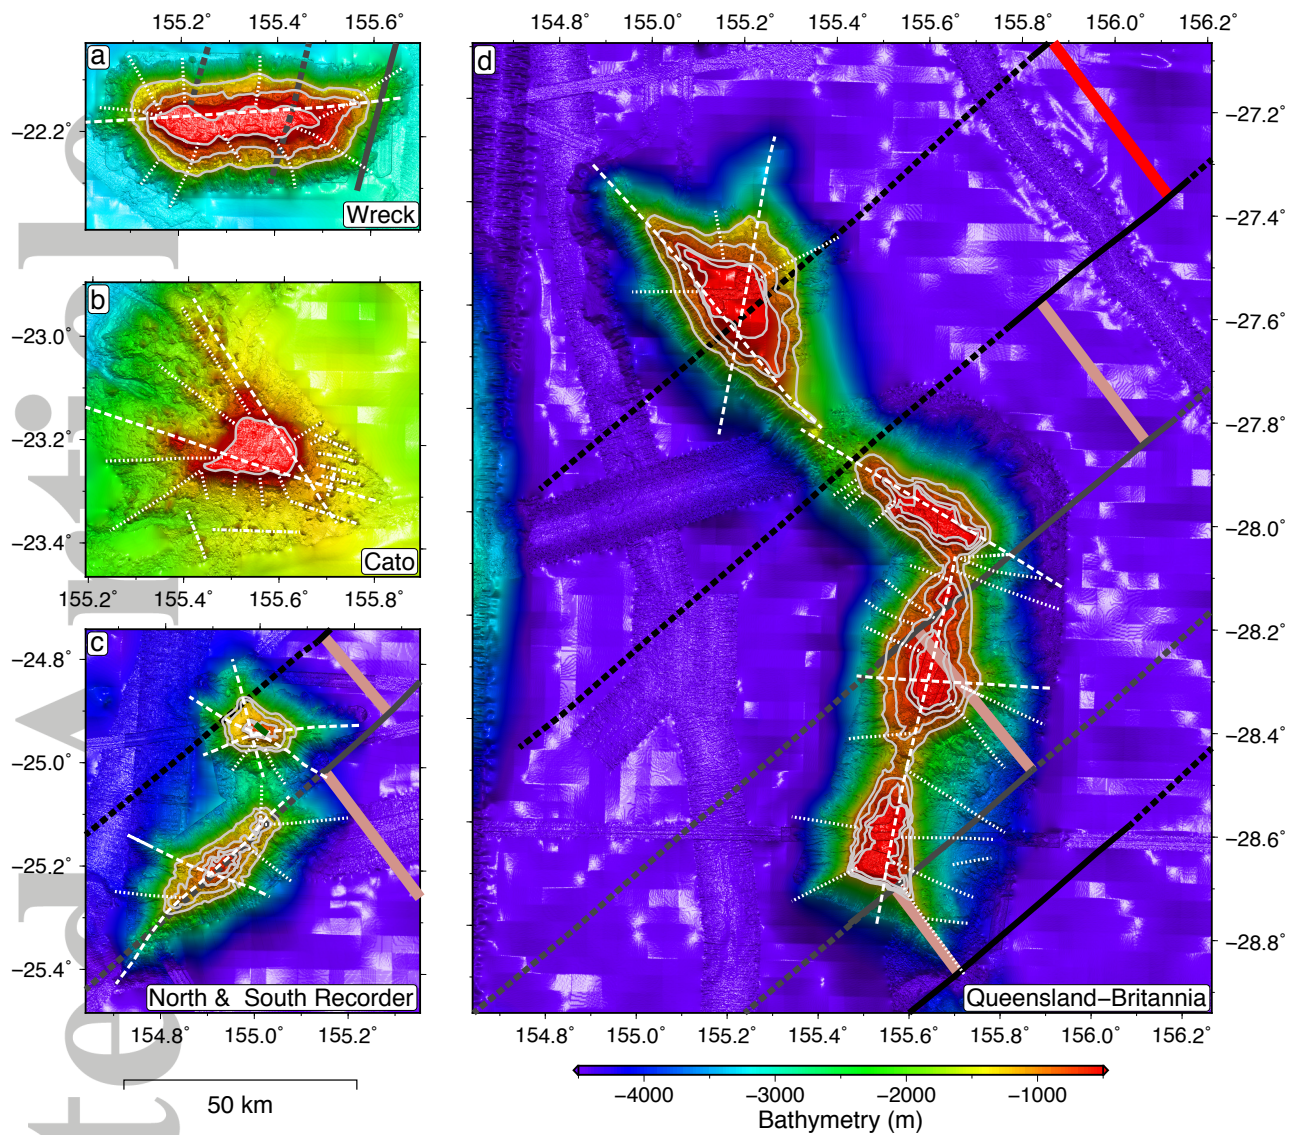 155.2° 155.4° 155.6°
a
−22.2°
Wreck
b
−23.0°
−23.2°
−23.4°
Cato
155.2° 155.4° 155.6° 155.8°
c
−24.8°
−25.0°
−25.2°
−25.4°
North & South Recorder
154.8° 155.0° 155.2°
50 km
154.8° 155.0° 155.2° 155.4° 155.6° 155.8° 156.0° 156.2°
d
−27.2°
−27.4°
−27.6°
−27.8°
−28.0°
−28.2°
−28.4°
−28.6°
−28.8°
Queensland−Britannia
154.8° 155.0° 155.2° 155.4° 155.6° 155.8° 156.0° 156.2°
−4000 −3000 −2000 −1000
Bathymetry (m)